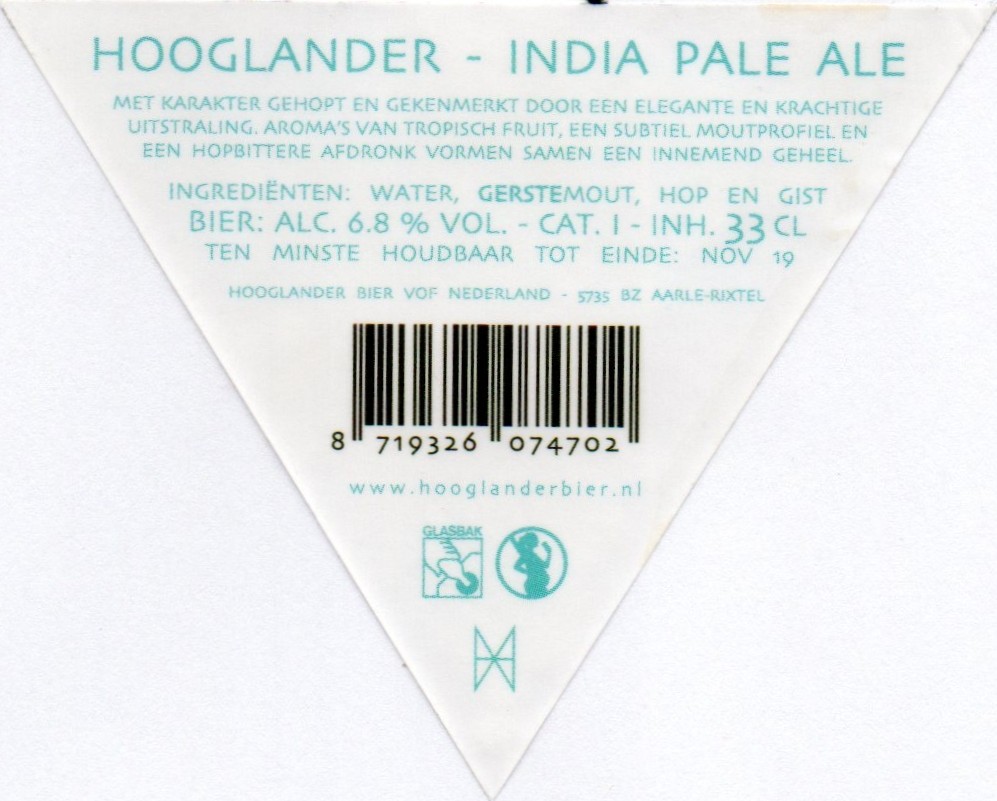 HOOGLANDER - INDIA PALE ALE
MET KARAKTER GEHOPT EN GEKENMERKT DOOR EEN ELEGANTE EN KRACHTIGE
UITSTRALING. AROMA'S VAN TROPISCH FRUIT, EEN SUBTIEL MOUTPROFIEL EN
EEN HOPBITTERE AFDRONK VORMEN SAMEN EEN INNEMEND GEHEEL.
INGREDIËNTEN: WATER, GERSTEMOUT, HOP EN GIST
BIER: ALC. 6.8 % VOL. - CAT. I - INH. 33 CL
TEN MINSTE HOUDBAAR TOT EINDE: NOV 19
HOOGLANDER BIER VOF NEDERLAND - 5735 BZ AARLE-RIXTEL
8 719326 074702
www.hooglanderbier.nl
GLASBAK